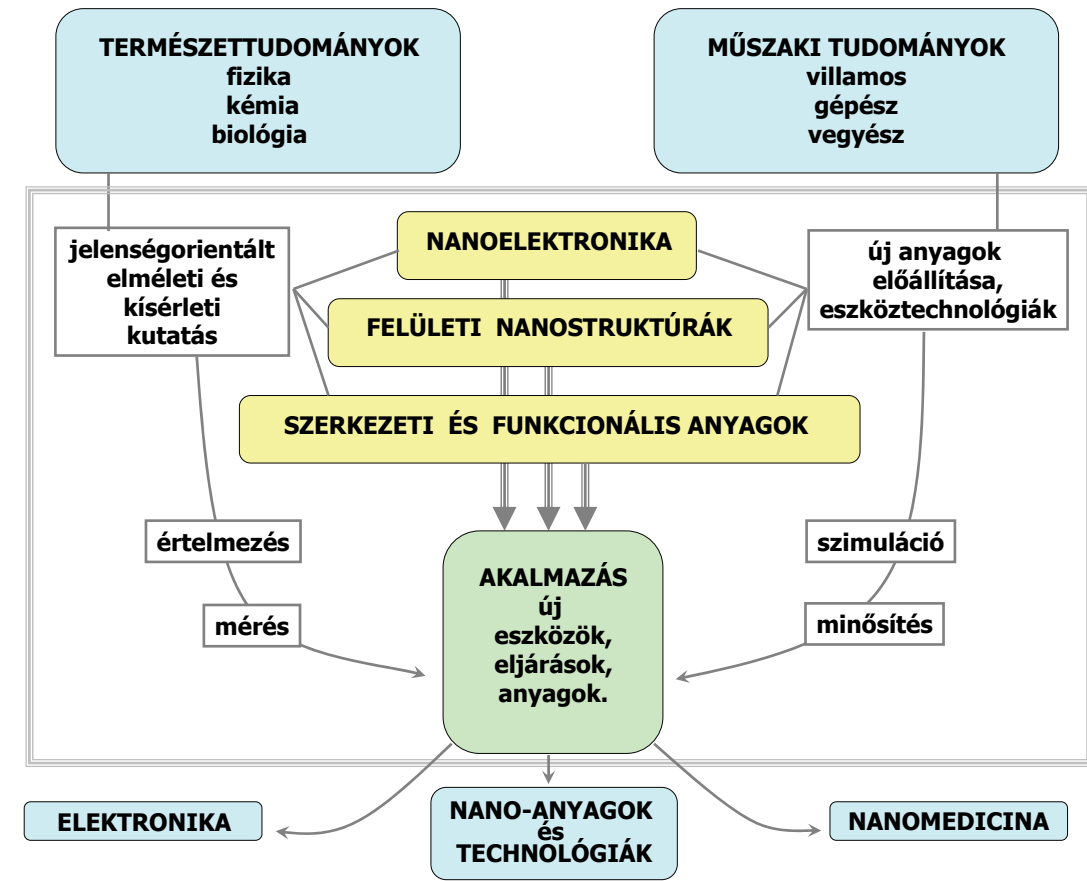 TERMÉSZETTUDOMÁNYOK
fizika
kémia
biológia
MŰSZAKI TUDOMÁNYOK
villamos
gépész
vegyész
jelenségorientált
elméleti és
kísérleti
kutatás
NANOELEKTRONIKA
új anyagok
előállítása,
eszköztechnológiák
FELÜLETI NANOSTRUKTÚRÁK
SZERKEZETI ÉS FUNKCIONÁLIS ANYAGOK
értelmezés
szimuláció
mérés
minősítés
AKALMAZÁS
új
eszközök,
eljárások,
anyagok.
ELEKTRONIKA
NANO-ANYAGOK
és
TECHNOLÓGIÁK
NANOMEDICINA